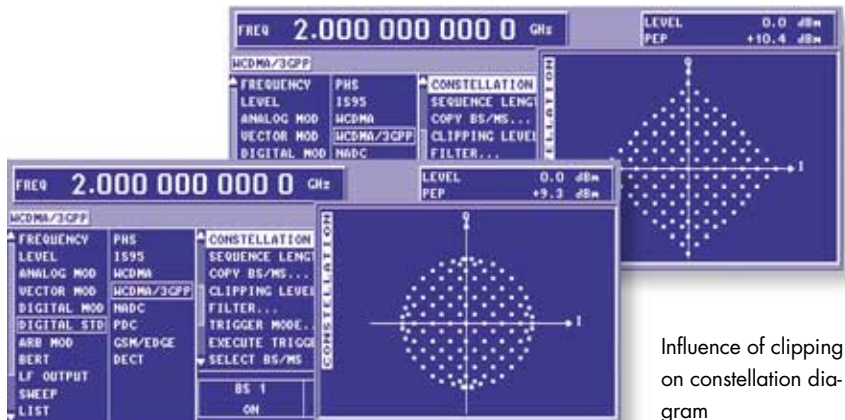 FREQ 2.000 000 000 0 GHz
LEVEL 0.0 dBm
PEP +10.4 dBm
WCDMA/3GPP
FREQUENCY PHS CONSTELLATION
LEVEL IS95 SEQUENCE LENGT
ANALOG MOD WCDMA COPY BS/MS...
VECTOR MOD WCDMA/3GPP CLIPPING LEVEL
DIGITAL MOD NADC FILTER...
ELLATION
Q
I
FREQ 2.000 000 000 0 GHz
LEVEL 0.0 dBm
PEP +9.3 dBm
WCDMA/3GPP
FREQUENCY PHS CONSTELLATION
LEVEL IS95 SEQUENCE LENGT
ANALOG MOD WCDMA COPY BS/MS...
VECTOR MOD WCDMA/3GPP CLIPPING LEVEL
DIGITAL MOD NADC FILTER...
DIGITAL STD PDC TRIGGER MODE..
ARB MOD GSM/EDGE EXECUTE TRIGG
BERT DECT SELECT BS/MS
LF OUTPUT
SWEEP BS 1
LIST ON
CONSTELLATION
Q
I
Influence of clipping
on constellation dia-
gram